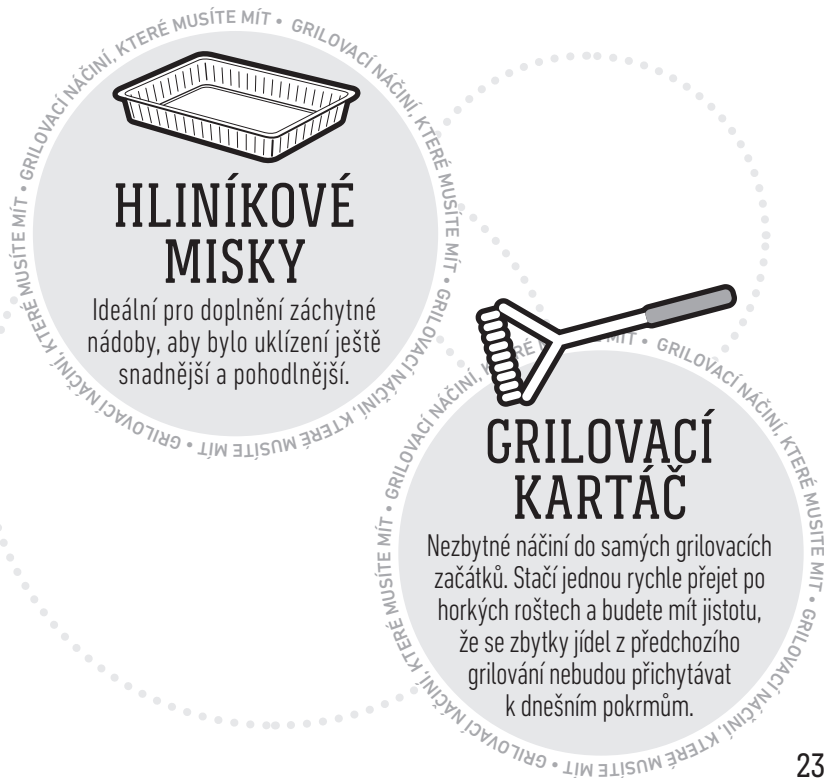 GRILOVACÍ NÁČINÍ, KTERÉ MUSÍTE MÍT • GRILOVACÍ NÁČINÍ, KTERÉ MUSÍTE MÍT • GRILOVACÍ NÁČINÍ, KTERÉ MUSÍTE MÍT •
HLINÍKOVÉ
MISKY
Ideální pro doplnění záchytné
nádoby, aby bylo uklízení ještě
snadnější a pohodlnější.
GRILOVACÍ NÁČINÍ, KTERÉ MÍT • GRILOVACÍ NÁČINÍ, KTERÉ MUSÍTE MÍT • GRILOVACÍ NÁČINÍ, KTERÉ MUSÍTE MÍT •
GRILOVACÍ
KARTÁČ
Nezbytné náčiní do samých grilovacích
začátků. Stačí jednou rychle přejet po
horkých roštech a budete mít jistotu,
že se zbytky jídel z předchozího
grilování nebudou přichytávat
k dnešním pokrmům.
23